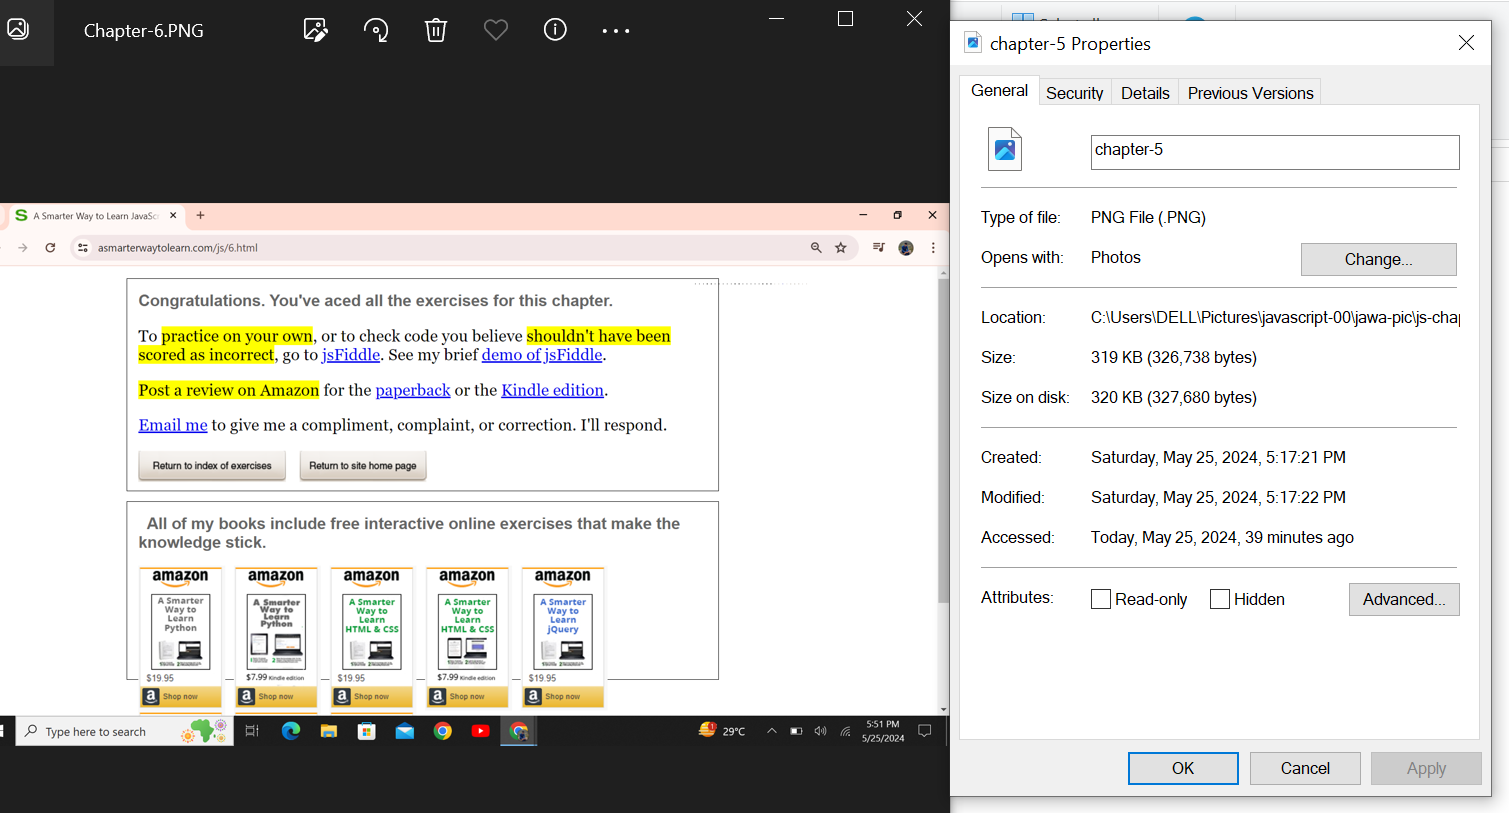 Chapter-6.PNG
A Smarter Way to Learn JavaSc
asmarterwaytolearn.com/js/6.html
Congratulations. You've aced all the exercises for this chapter.
To practice on your own, or to check code you believe shouldn't have been
scored as incorrect, go to jsFiddle. See my brief demo of jsFiddle.
Post a review on Amazon for the paperback or the Kindle edition.
Email me to give me a compliment, complaint, or correction. I'll respond.
Return to index of exercises
Return to site home page
All of my books include free interactive online exercises that make the
knowledge stick.
amazon
A Smarter
Way to
Learn
Python
$19.95
Shop now
amazon
A Smarter
Way to
Learn
Python
$7.99 Kindle edition
Shop now
amazon
A Smarter
Way to
Learn
HTML & CSS
$19.95
Shop now
amazon
A Smarter
Way to
Learn
HTML & CSS
$7.99 Kindle edition
Shop now
amazon
A Smarter
Way to
Learn
jQuery
$19.95
Shop now
Type here to search
29°C
5:51 PM
5/25/2024
chapter-5 Properties
General
Security
Details
Previous Versions
chapter-5
Type of file: PNG File (.PNG)
Opens with: Photos
Change...
Location: C:\Users\DELL\Pictures\javascript-00\jawa-pic\js-chap
Size: 319 KB (326,738 bytes)
Size on disk: 320 KB (327,680 bytes)
Created: Saturday, May 25, 2024, 5:17:21 PM
Modified: Saturday, May 25, 2024, 5:17:22 PM
Accessed: Today, May 25, 2024, 39 minutes ago
Attributes: Read-only Hidden
Advanced...
OK
Cancel
Apply